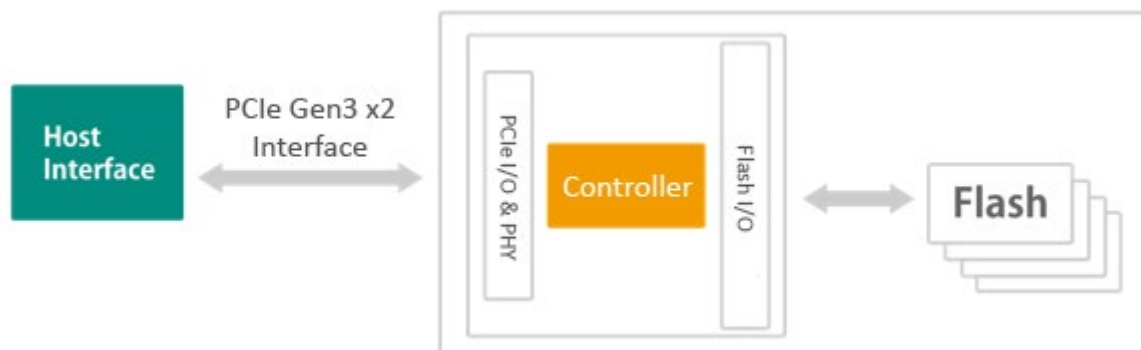 Host
Interface
PCIe Gen3 x2
Interface
PCIe I/O & PHY
Controller
Flash I/O
Flash